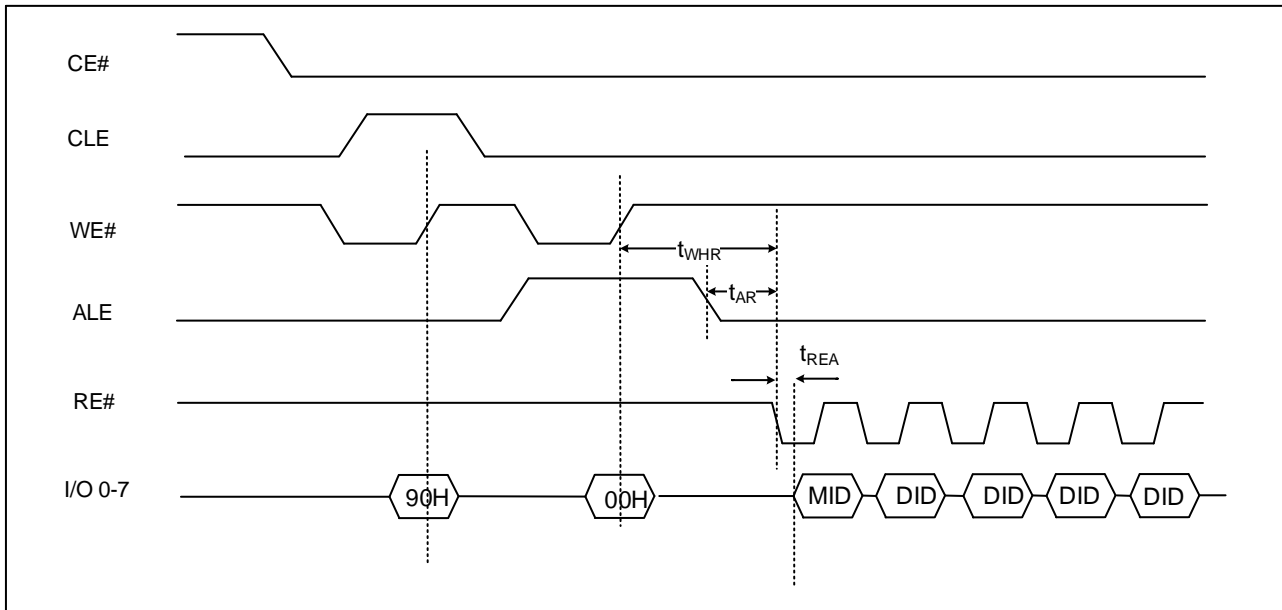 CE#
CLE
WE#
tWHR
ALE
tAR
tREA
RE#
I/O 0-7
90H
00H
MID
DID
DID
DID
DID